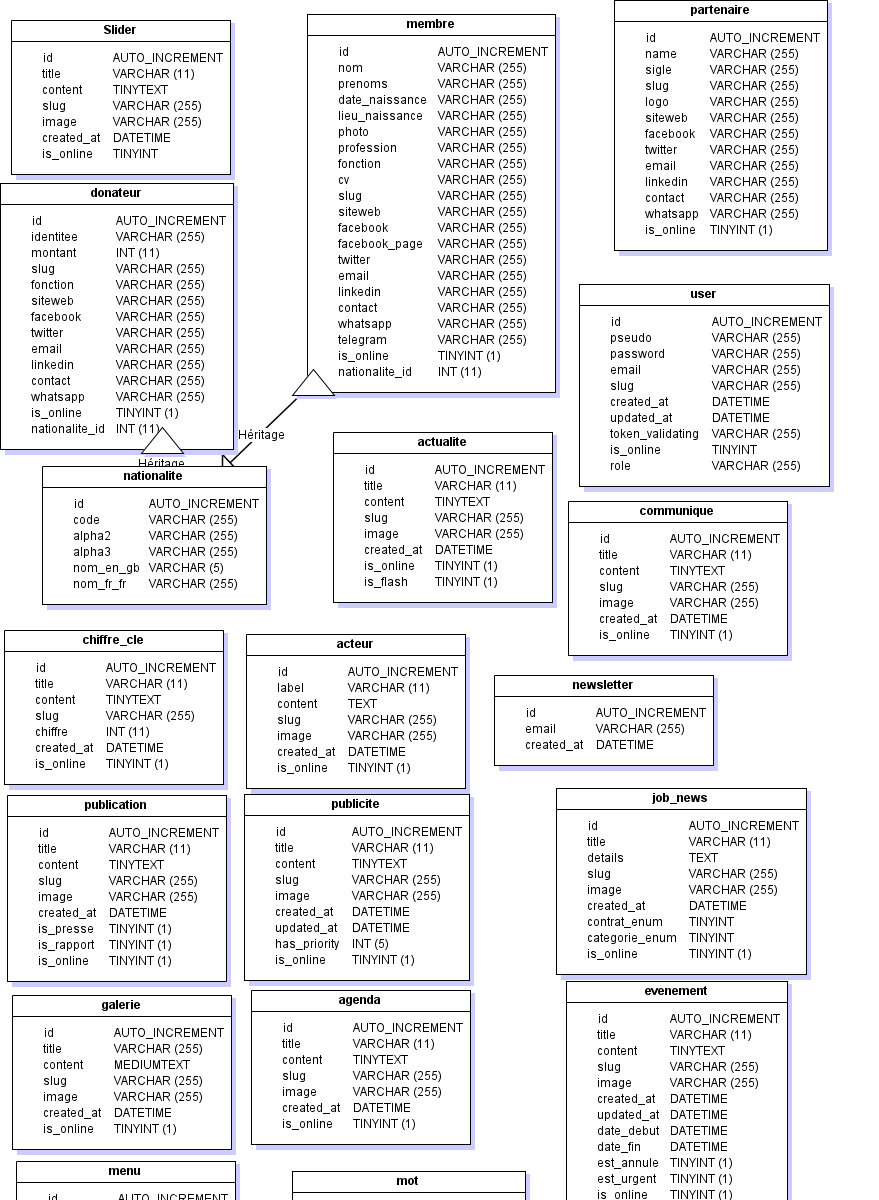 Slider
id AUTO_INCREMENT
title VARCHAR (11)
content TINYTEXT
slug VARCHAR (255)
image VARCHAR (255)
created_at DATETIME
is_online TINYINT
membre
id AUTO_INCREMENT
nom VARCHAR (255)
prenoms VARCHAR (255)
date_naissance VARCHAR (255)
lieu_naissance VARCHAR (255)
photo VARCHAR (255)
profession VARCHAR (255)
fonction VARCHAR (255)
cv VARCHAR (255)
slug VARCHAR (255)
siteweb VARCHAR (255)
facebook VARCHAR (255)
facebook_page VARCHAR (255)
twitter VARCHAR (255)
email VARCHAR (255)
linkedin VARCHAR (255)
contact VARCHAR (255)
whatsapp VARCHAR (255)
telegram VARCHAR (255)
is_online TINYINT (1)
nationalite_id INT (11)
partenaire
id AUTO_INCREMENT
name VARCHAR (255)
sigle VARCHAR (255)
slug VARCHAR (255)
logo VARCHAR (255)
siteweb VARCHAR (255)
facebook VARCHAR (255)
twitter VARCHAR (255)
email VARCHAR (255)
linkedin VARCHAR (255)
contact VARCHAR (255)
whatsapp VARCHAR (255)
is_online TINYINT (1)
donateur
id AUTO_INCREMENT
identitee VARCHAR (255)
montant INT (11)
slug VARCHAR (255)
fonction VARCHAR (255)
siteweb VARCHAR (255)
facebook VARCHAR (255)
twitter VARCHAR (255)
email VARCHAR (255)
linkedin VARCHAR (255)
contact VARCHAR (255)
whatsapp VARCHAR (255)
is_online TINYINT (1)
nationalite_id INT (11)
Héritage
Héritage
user
id AUTO_INCREMENT
pseudo VARCHAR (255)
password VARCHAR (255)
email VARCHAR (255)
slug VARCHAR (255)
created_at DATETIME
updated_at DATETIME
token_validating VARCHAR (255)
is_online TINYINT
role VARCHAR (255)
nationalite
id AUTO_INCREMENT
code VARCHAR (255)
alpha2 VARCHAR (255)
alpha3 VARCHAR (255)
nom_en_gb VARCHAR (5)
nom_fr_fr VARCHAR (255)
actualite
id AUTO_INCREMENT
title VARCHAR (11)
content TINYTEXT
slug VARCHAR (255)
image VARCHAR (255)
created_at DATETIME
is_online TINYINT (1)
is_flash TINYINT (1)
communique
id AUTO_INCREMENT
title VARCHAR (11)
content TINYTEXT
slug VARCHAR (255)
image VARCHAR (255)
created_at DATETIME
is_online TINYINT (1)
chiffre_cle
id AUTO_INCREMENT
title VARCHAR (11)
content TINYTEXT
slug VARCHAR (255)
chiffre INT (11)
created_at DATETIME
is_online TINYINT (1)
acteur
id AUTO_INCREMENT
label VARCHAR (11)
content TEXT
slug VARCHAR (255)
image VARCHAR (255)
created_at DATETIME
is_online TINYINT (1)
newsletter
id AUTO_INCREMENT
email VARCHAR (255)
created_at DATETIME
publication
id AUTO_INCREMENT
title VARCHAR (11)
content TINYTEXT
slug VARCHAR (255)
image VARCHAR (255)
created_at DATETIME
is_presse TINYINT (1)
is_rapport TINYINT (1)
is_online TINYINT (1)
publicite
id AUTO_INCREMENT
title VARCHAR (11)
content TINYTEXT
slug VARCHAR (255)
image VARCHAR (255)
created_at DATETIME
updated_at DATETIME
has_priority INT (5)
is_online TINYINT (1)
job_news
id AUTO_INCREMENT
title VARCHAR (11)
details TEXT
slug VARCHAR (255)
image VARCHAR (255)
created_at DATETIME
contrat_enum TINYINT
categorie_enum TINYINT
is_online TINYINT (1)
galerie
id AUTO_INCREMENT
title VARCHAR (255)
content MEDIUMTEXT
slug VARCHAR (255)
image VARCHAR (255)
created_at DATETIME
is_online TINYINT (1)
agenda
id AUTO_INCREMENT
title VARCHAR (11)
content TINYTEXT
slug VARCHAR (255)
image VARCHAR (255)
created_at DATETIME
is_online TINYINT (1)
evenement
id AUTO_INCREMENT
title VARCHAR (11)
content TINYTEXT
slug VARCHAR (255)
image VARCHAR (255)
created_at DATETIME
updated_at DATETIME
date_debut DATETIME
date_fin DATETIME
est_annule TINYINT (1)
est_urgent TINYINT (1)
is_online TINYINT (1)
menu
id AUTO_INCREMENT
mot